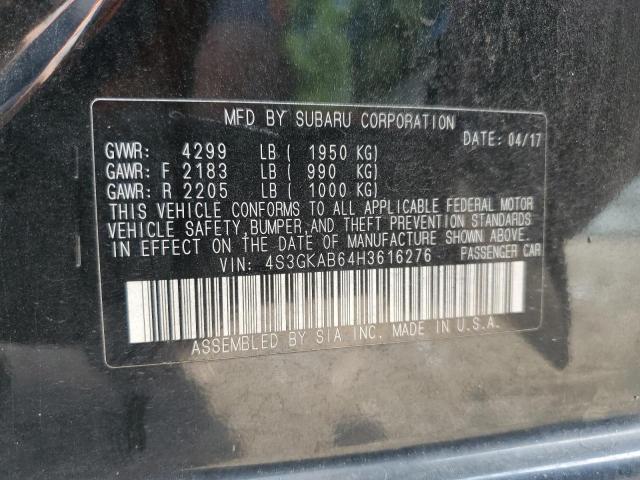 MFD BY SUBARU CORPORATION
DATE: 04/17
GVWR: 4299 LB ( 1950 KG)
GAWR: F 2183 LB ( 990 KG)
GAWR: R 2205 LB ( 1000 KG)
THIS VEHICLE CONFORMS TO ALL APPLICABLE FEDERAL MOTOR
VEHICLE SAFETY, BUMPER, AND THEFT PREVENTION STANDARDS
IN EFFECT ON THE DATE OF MANUFACTURE SHOWN ABOVE.
VIN: 4S3GKAB64H3616276 PASSENGER CAR
ASSEMBLED BY SIA, INC. MADE IN U.S.A.